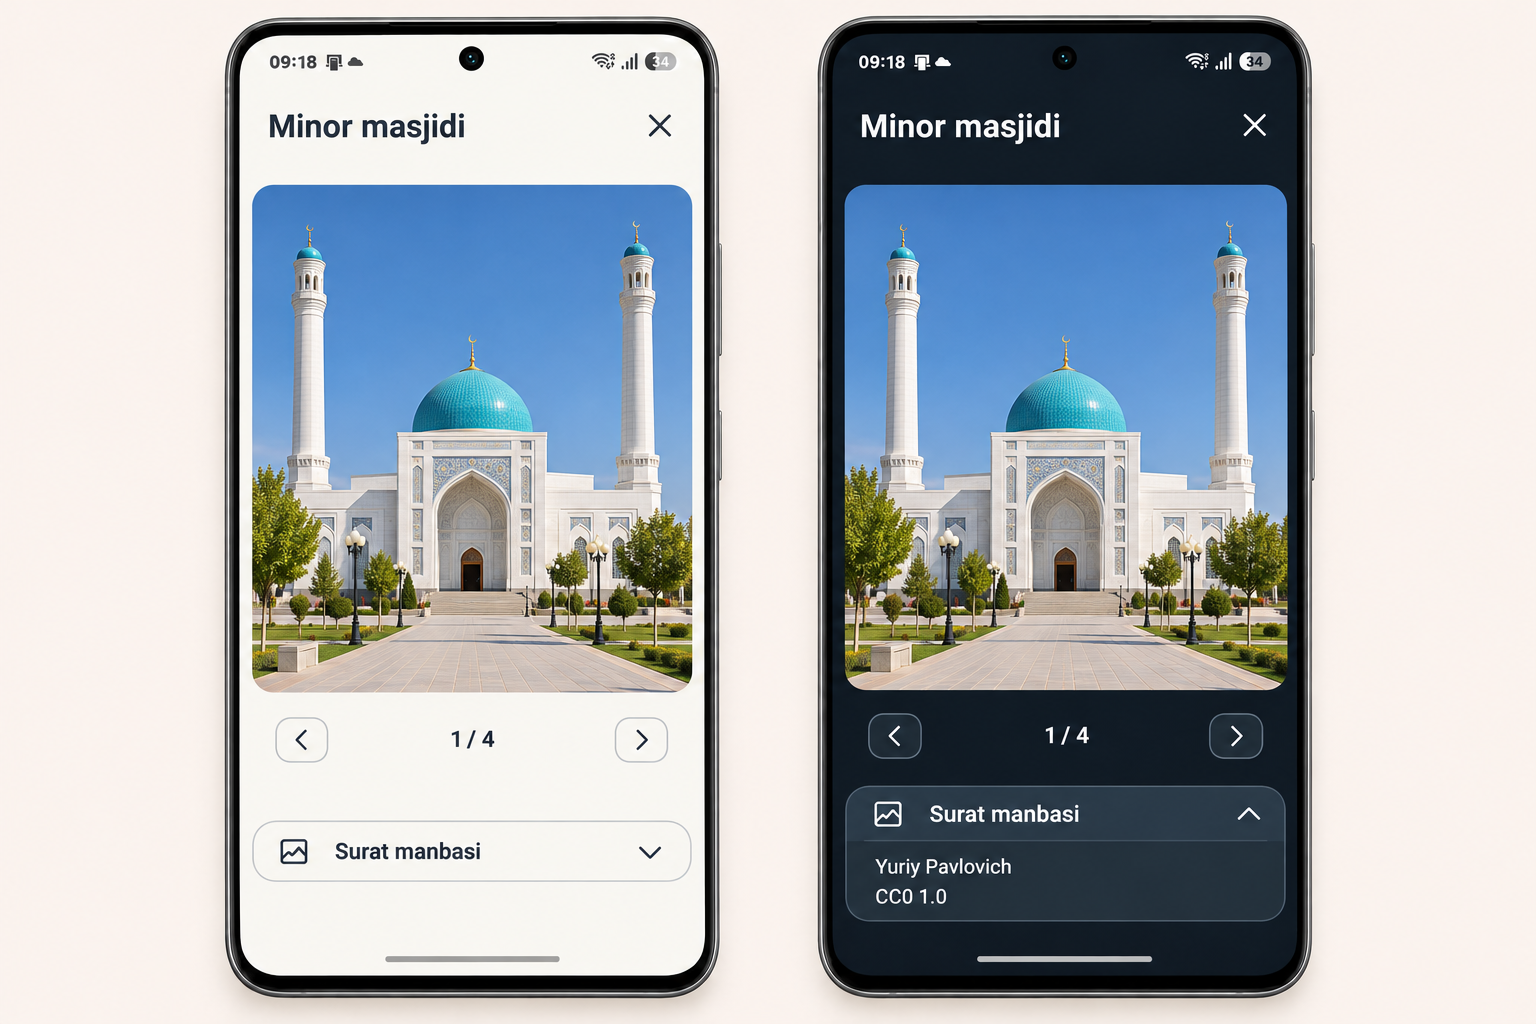 09:18
34
Minor masjidi
1 / 4
Surat manbasi
09:18
34
Minor masjidi
1 / 4
Surat manbasi
Yuriy Pavlovich
CC0 1.0